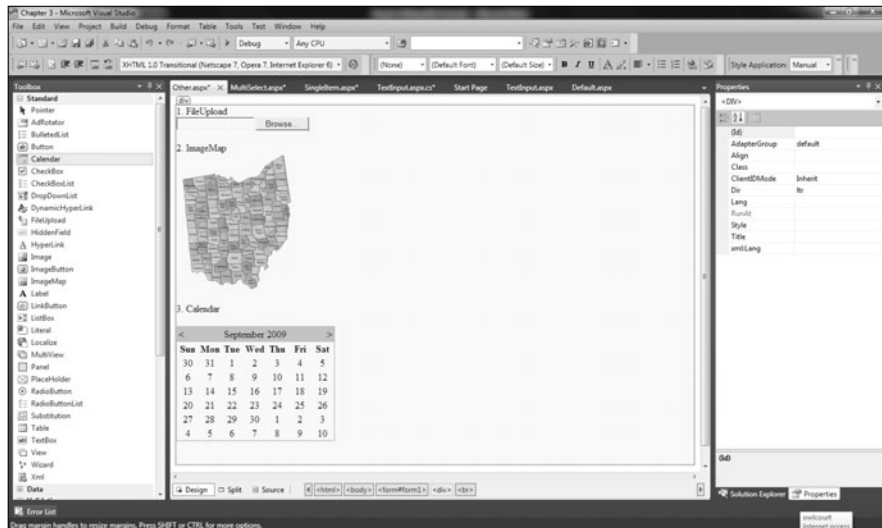 Chapter 3 - Microsoft Visual Studio
File Edit View Project Build Debug Format Table Tools Test Window Help
Debug Any CPU
XHTML 1.0 Transitional (Netscape 7, Opera 7, Internet Explorer 6) (None) (Default Font) (Default Size) B I U A Style Application: Manual
Toolbox
Standard
Pointer
AdRotator
BulletedList
Button
Calendar
CheckBox
CheckBoxList
DropDownList
DynamicHyperLink
FileUpload
HiddenField
HyperLink
Image
ImageButton
ImageMap
Label
LinkButton
ListBox
Literal
Localize
MultiView
Panel
PlaceHolder
RadioButton
RadioButtonList
Substitution
Table
TextBox
View
Wizard
Xml
Data
Other.aspx* MultiSelect.aspx* SingleItem.aspx* TextInput.aspx.cs* Start Page TextInput.aspx Default.aspx
div
1. FileUpload
Browse...
2. ImageMap
3. Calendar
< September 2009 >
Sun Mon Tue Wed Thu Fri Sat
30 31 1 2 3 4 5
6 7 8 9 10 11 12
13 14 15 16 17 18 19
20 21 22 23 24 25 26
27 28 29 30 1 2 3
4 5 6 7 8 9 10
Design Split Source <html> <body> <form#form1> <div> <br>
Properties
<DIV>
(Id)
AdapterGroup default
Align
Class
ClientIDMode Inherit
Dir ltr
Lang
RunAt
Style
Title
xml:Lang
(Id)
Solution Explorer Properties
Error List
Drag margin handles to resize margins. Press SHIFT or CTRL for more options.
owlcourt
Internet access